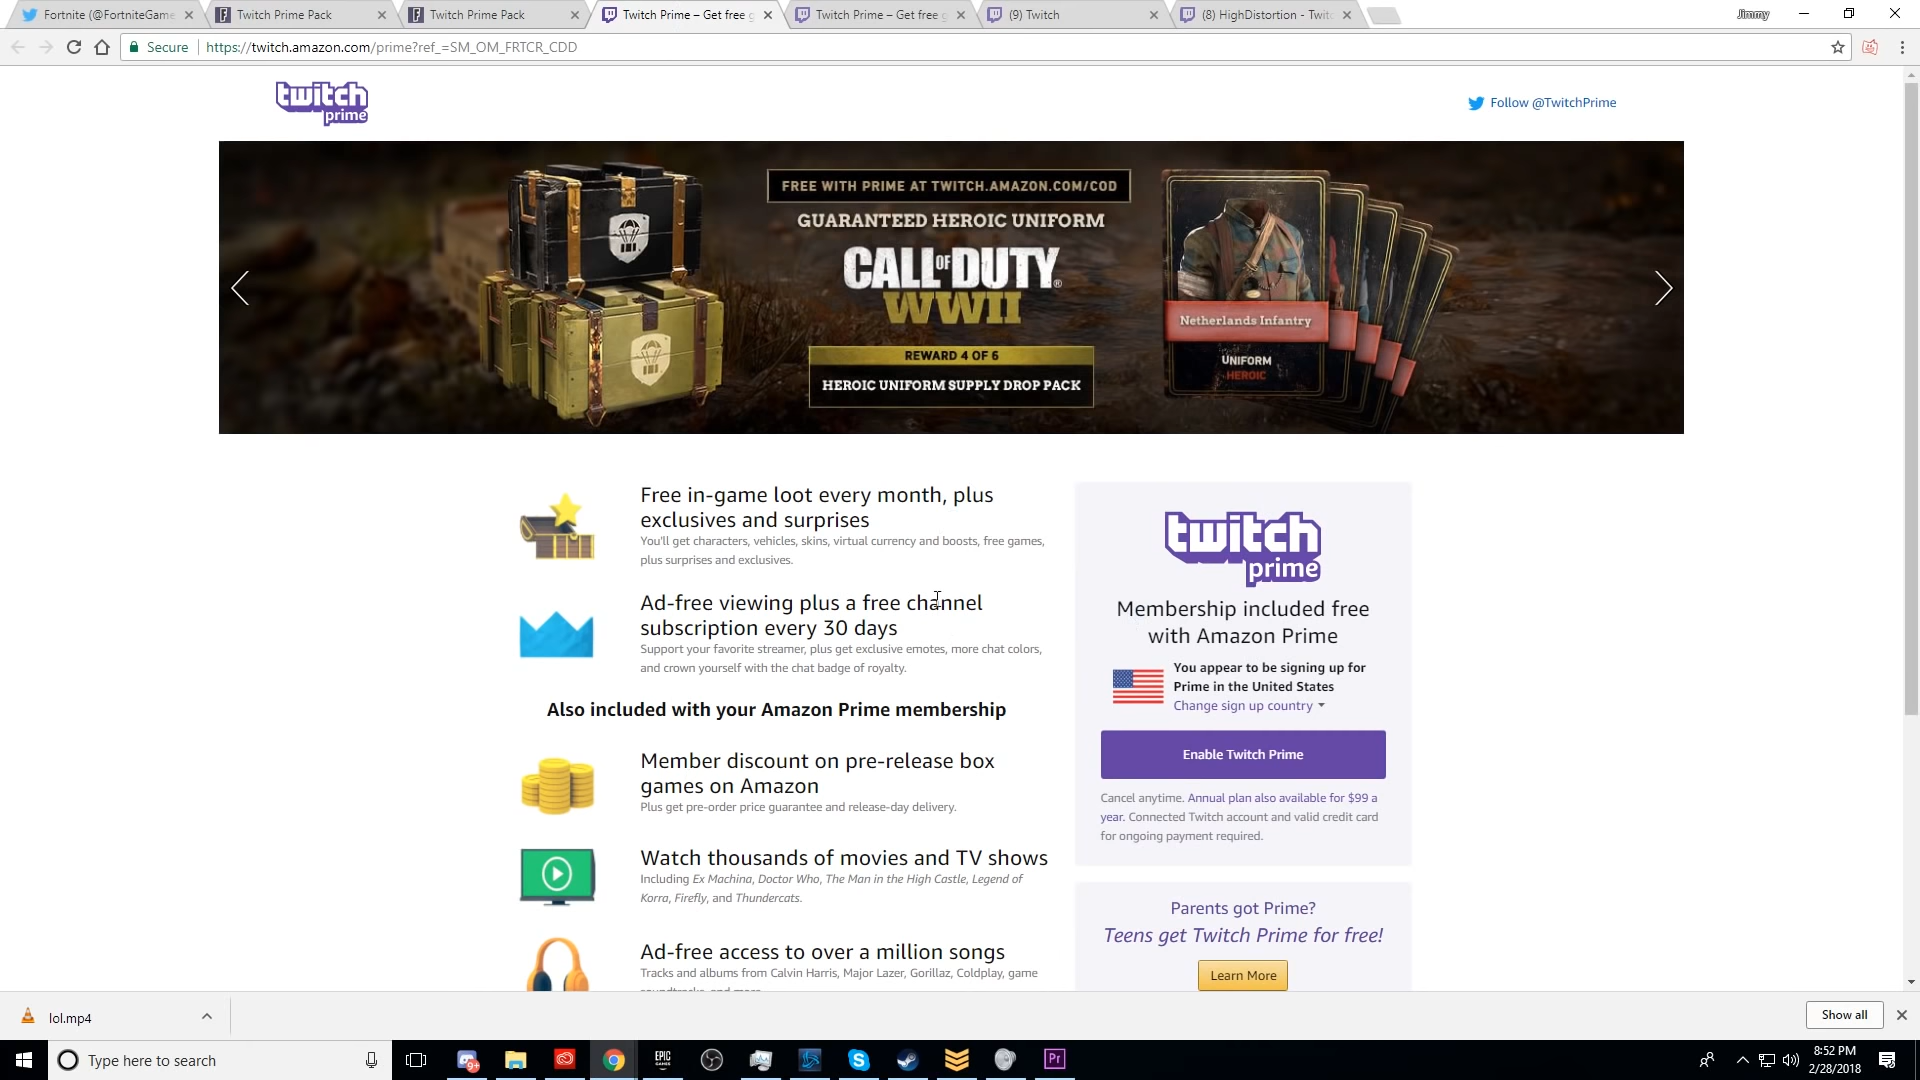 Fortnite (@FortniteGame
Twitch Prime Pack
Twitch Prime Pack
Twitch Prime – Get free g
Twitch Prime – Get free g
(9) Twitch
(8) HighDistortion - Twitc
Jimmy
Secure
https://twitch.amazon.com/prime?ref_=SM_OM_FRTCR_CDD
twitch
prime
Follow @TwitchPrime
FREE WITH PRIME AT TWITCH.AMAZON.COM/COD
GUARANTEED HEROIC UNIFORM
CALL OF DUTY®
WWII
REWARD 4 OF 6
HEROIC UNIFORM SUPPLY DROP PACK
Netherlands Infantry
UNIFORM
HEROIC
Free in-game loot every month, plus
exclusives and surprises
You'll get characters, vehicles, skins, virtual currency and boosts, free games,
plus surprises and exclusives.
Ad-free viewing plus a free channel
subscription every 30 days
Support your favorite streamer, plus get exclusive emotes, more chat colors,
and crown yourself with the chat badge of royalty.
Also included with your Amazon Prime membership
Member discount on pre-release box
games on Amazon
Plus get pre-order price guarantee and release-day delivery.
Watch thousands of movies and TV shows
Including Ex Machina, Doctor Who, The Man in the High Castle, Legend of
Korra, Firefly, and Thundercats.
Ad-free access to over a million songs
Tracks and albums from Calvin Harris, Major Lazer, Gorillaz, Coldplay, game
twitch
prime
Membership included free
with Amazon Prime
You appear to be signing up for
Prime in the United States
Change sign up country
Enable Twitch Prime
Cancel anytime. Annual plan also available for $99 a
year. Connected Twitch account and valid credit card
for ongoing payment required.
Parents got Prime?
Teens get Twitch Prime for free!
Learn More
lol.mp4
Show all
Type here to search
9+
EPIC
GAMES
Pr
8:52 PM
2/28/2018